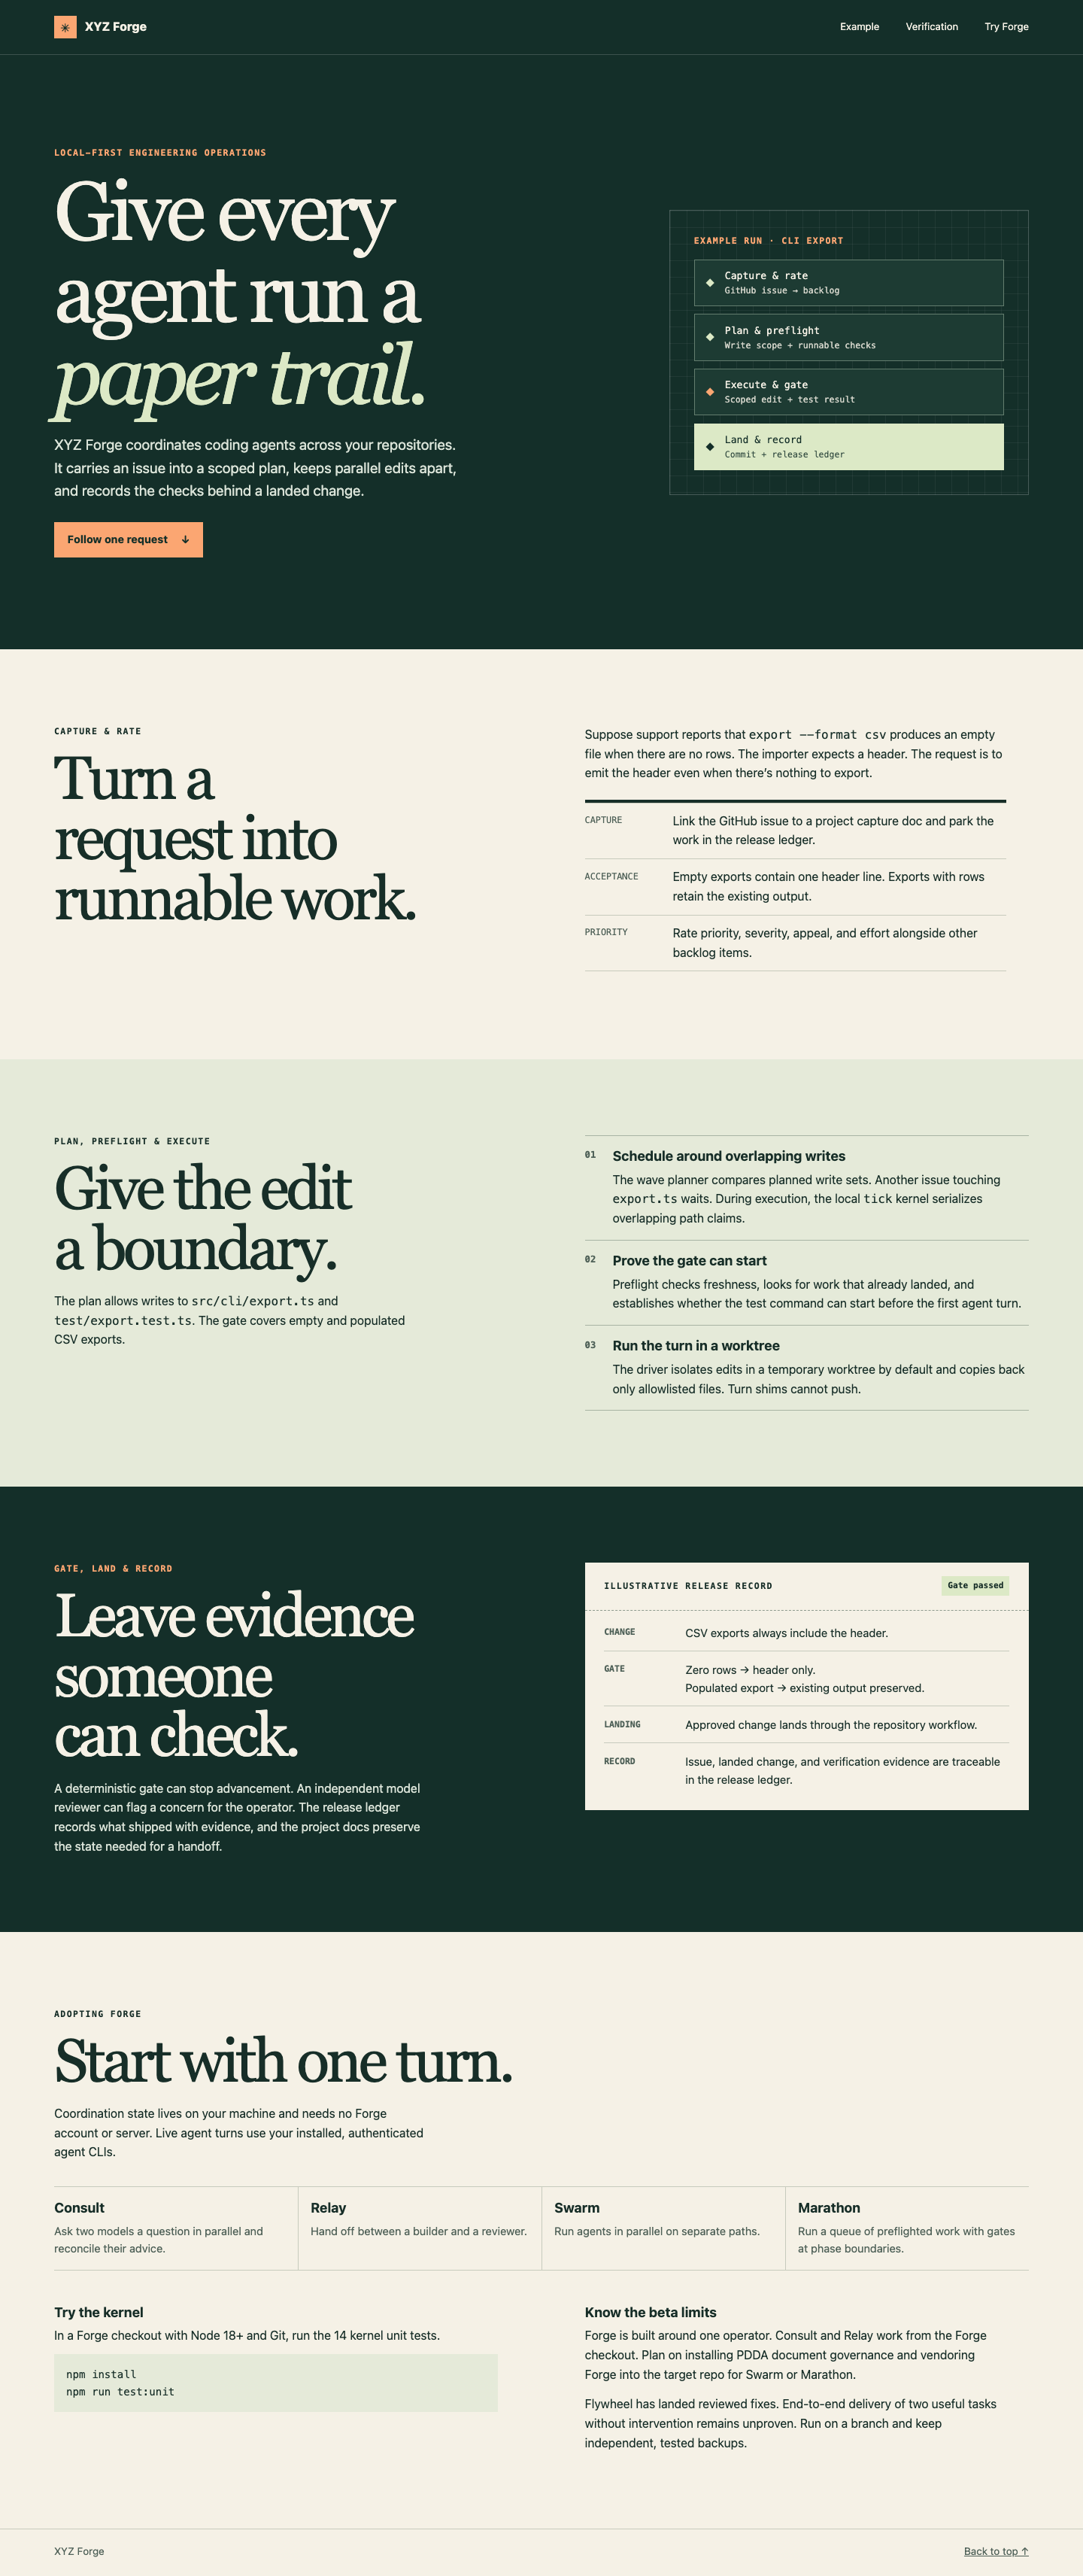 XYZ Forge
Example
Verification
Try Forge
LOCAL-FIRST ENGINEERING OPERATIONS
Give every
agent run a
paper trail.
XYZ Forge coordinates coding agents across your repositories.
It carries an issue into a scoped plan, keeps parallel edits apart,
and records the checks behind a landed change.
Follow one request ↓
EXAMPLE RUN · CLI EXPORT
Capture & rate
GitHub issue → backlog
Plan & preflight
Write scope + runnable checks
Execute & gate
Scoped edit + test result
Land & record
Commit + release ledger
CAPTURE & RATE
Turn a
request into
runnable work.
Suppose support reports that export --format csv produces an empty
file when there are no rows. The importer expects a header. The request is to
emit the header even when there's nothing to export.
CAPTURE
Link the GitHub issue to a project capture doc and park the
work in the release ledger.
ACCEPTANCE
Empty exports contain one header line. Exports with rows
retain the existing output.
PRIORITY
Rate priority, severity, appeal, and effort alongside other
backlog items.
PLAN, PREFLIGHT & EXECUTE
Give the edit
a boundary.
The plan allows writes to src/cli/export.ts and
test/export.test.ts. The gate covers empty and populated
CSV exports.
01
Schedule around overlapping writes
The wave planner compares planned write sets. Another issue touching
export.ts waits. During execution, the local tick kernel serializes
overlapping path claims.
02
Prove the gate can start
Preflight checks freshness, looks for work that already landed, and
establishes whether the test command can start before the first agent turn.
03
Run the turn in a worktree
The driver isolates edits in a temporary worktree by default and copies back
only allowlisted files. Turn shims cannot push.
GATE, LAND & RECORD
Leave evidence
someone
can check.
A deterministic gate can stop advancement. An independent model
reviewer can flag a concern for the operator. The release ledger
records what shipped with evidence, and the project docs preserve
the state needed for a handoff.
ILLUSTRATIVE RELEASE RECORD
Gate passed
CHANGE
CSV exports always include the header.
GATE
Zero rows → header only.
Populated export → existing output preserved.
LANDING
Approved change lands through the repository workflow.
RECORD
Issue, landed change, and verification evidence are traceable
in the release ledger.
ADOPTING FORGE
Start with one turn.
Coordination state lives on your machine and needs no Forge
account or server. Live agent turns use your installed, authenticated
agent CLIs.
Consult
Ask two models a question in parallel and
reconcile their advice.
Relay
Hand off between a builder and a reviewer.
Swarm
Run agents in parallel on separate paths.
Marathon
Run a queue of preflighted work with gates
at phase boundaries.
Try the kernel
In a Forge checkout with Node 18+ and Git, run the 14 kernel unit tests.
npm install
npm run test:unit
Know the beta limits
Forge is built around one operator. Consult and Relay work from the Forge
checkout. Plan on installing PDDA document governance and vendoring
Forge into the target repo for Swarm or Marathon.
Flywheel has landed reviewed fixes. End-to-end delivery of two useful tasks
without intervention remains unproven. Run on a branch and keep
independent, tested backups.
XYZ Forge
Back to top ↑